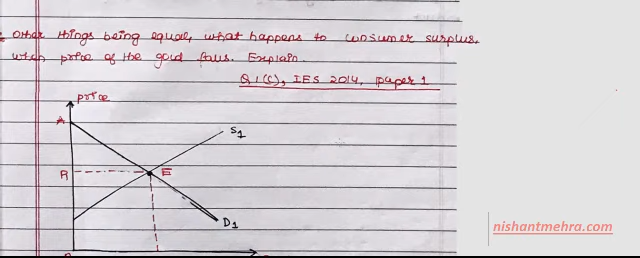 other things being equal, what happens to consumer surplus,
when price of the good falls. Explain.
Q 1(c), IES 2014, paper 1
price
A
S1
E
D1
nishantmehra.com